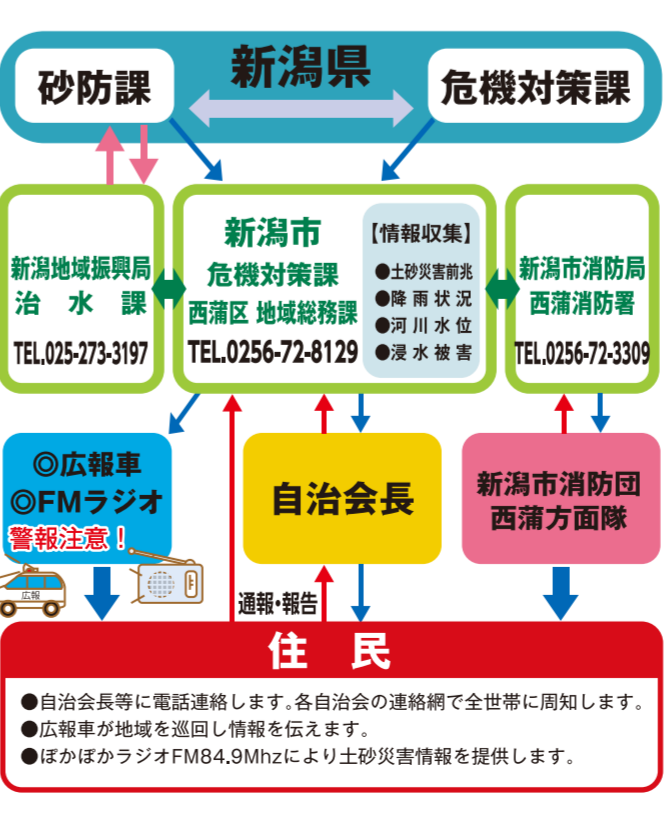 新潟県
砂防課
危機対策課
新潟地域振興局
治水課
TEL.025-273-3197
新潟市
危機対策課
西蒲区 地域総務課
TEL.0256-72-8129
【情報収集】
●土砂災害前兆
●降雨状況
●河川水位
●浸水被害
新潟市消防局
西蒲消防署
TEL.0256-72-3309
◎広報車
◎FMラジオ
警報注意！
広報
自治会長
新潟市消防団
西蒲方面隊
通報・報告
住民
●自治会長等に電話連絡します。各自治会の連絡網で全世帯に周知します。
●広報車が地域を巡回し情報を伝えます。
●ぽかぽかラジオFM84.9Mhzにより土砂災害情報を提供します。